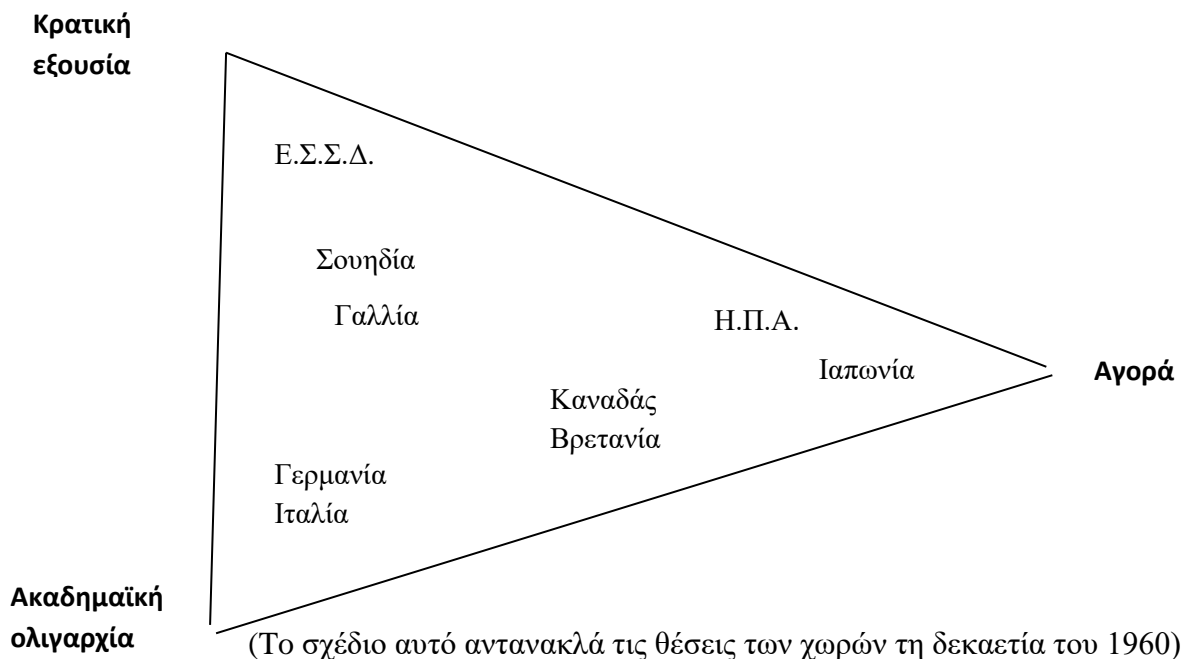 Κρατική
εξουσία
Ε.Σ.Σ.Δ.
Σουηδία
Γαλλία
Η.Π.Α.
Ιαπωνία
Αγορά
Καναδάς
Βρετανία
Γερμανία
Ιταλία
Ακαδημαϊκή
ολιγαρχία
(Το σχέδιο αυτό αντανακλά τις θέσεις των χωρών τη δεκαετία του 1960)